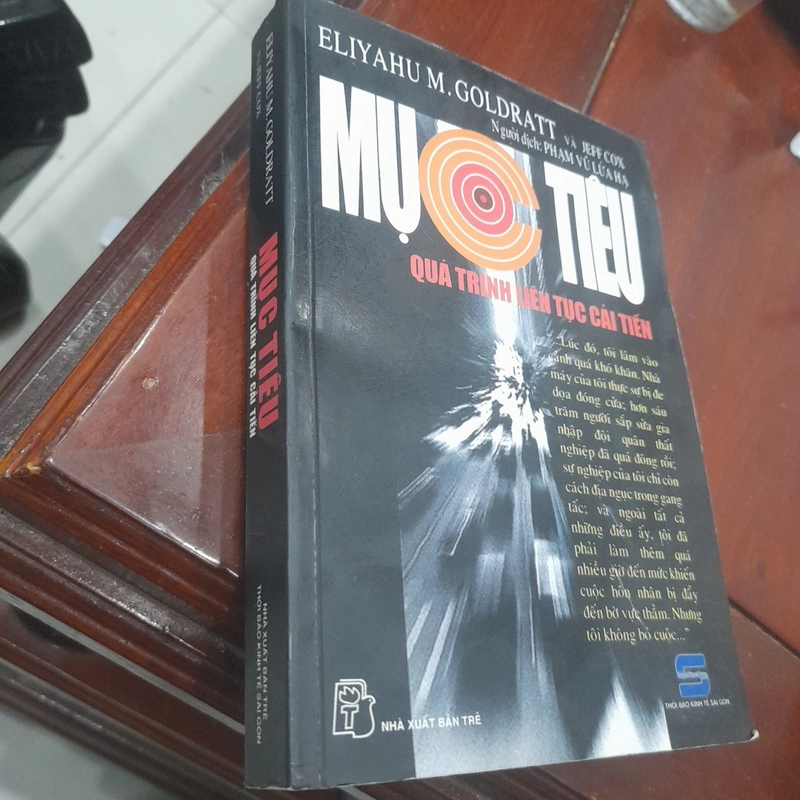 ELIYAHU M. GOLDRATT VÀ JEFF COX
Người dịch: PHẠM VŨ LỬA HẠ
MỤC TIÊU
QUÁ TRÌNH LIÊN TỤC CẢI TIẾN
...Lúc đó, tôi lâm vào
cảnh quá khó khăn. Nhà
máy của tôi thực sự bị đe
dọa đóng cửa; hơn sáu
trăm người sắp sửa gia
nhập đội quân thất
nghiệp đã quá đông rồi;
sự nghiệp của tôi chỉ còn
cách địa ngục trong gang
tấc; và ngoài tất cả
những điều ấy, tôi đã
phải làm thêm quá
nhiều giờ đến mức khiến
cuộc hôn nhân bị đẩy
đến bờ vực thẳm. Nhưng
tôi không bỏ cuộc..."
T
NHÀ XUẤT BẢN TRẺ
THỜI BÁO KINH TẾ SÀI GÒN
ELIYAHU M. GOLDRATT
VÀ JEFF COX
MỤC TIÊU
QUÁ TRÌNH LIÊN TỤC CẢI TIẾN
NHÀ XUẤT BẢN TRẺ
THỜI BÁO KINH TẾ SÀI GÒN